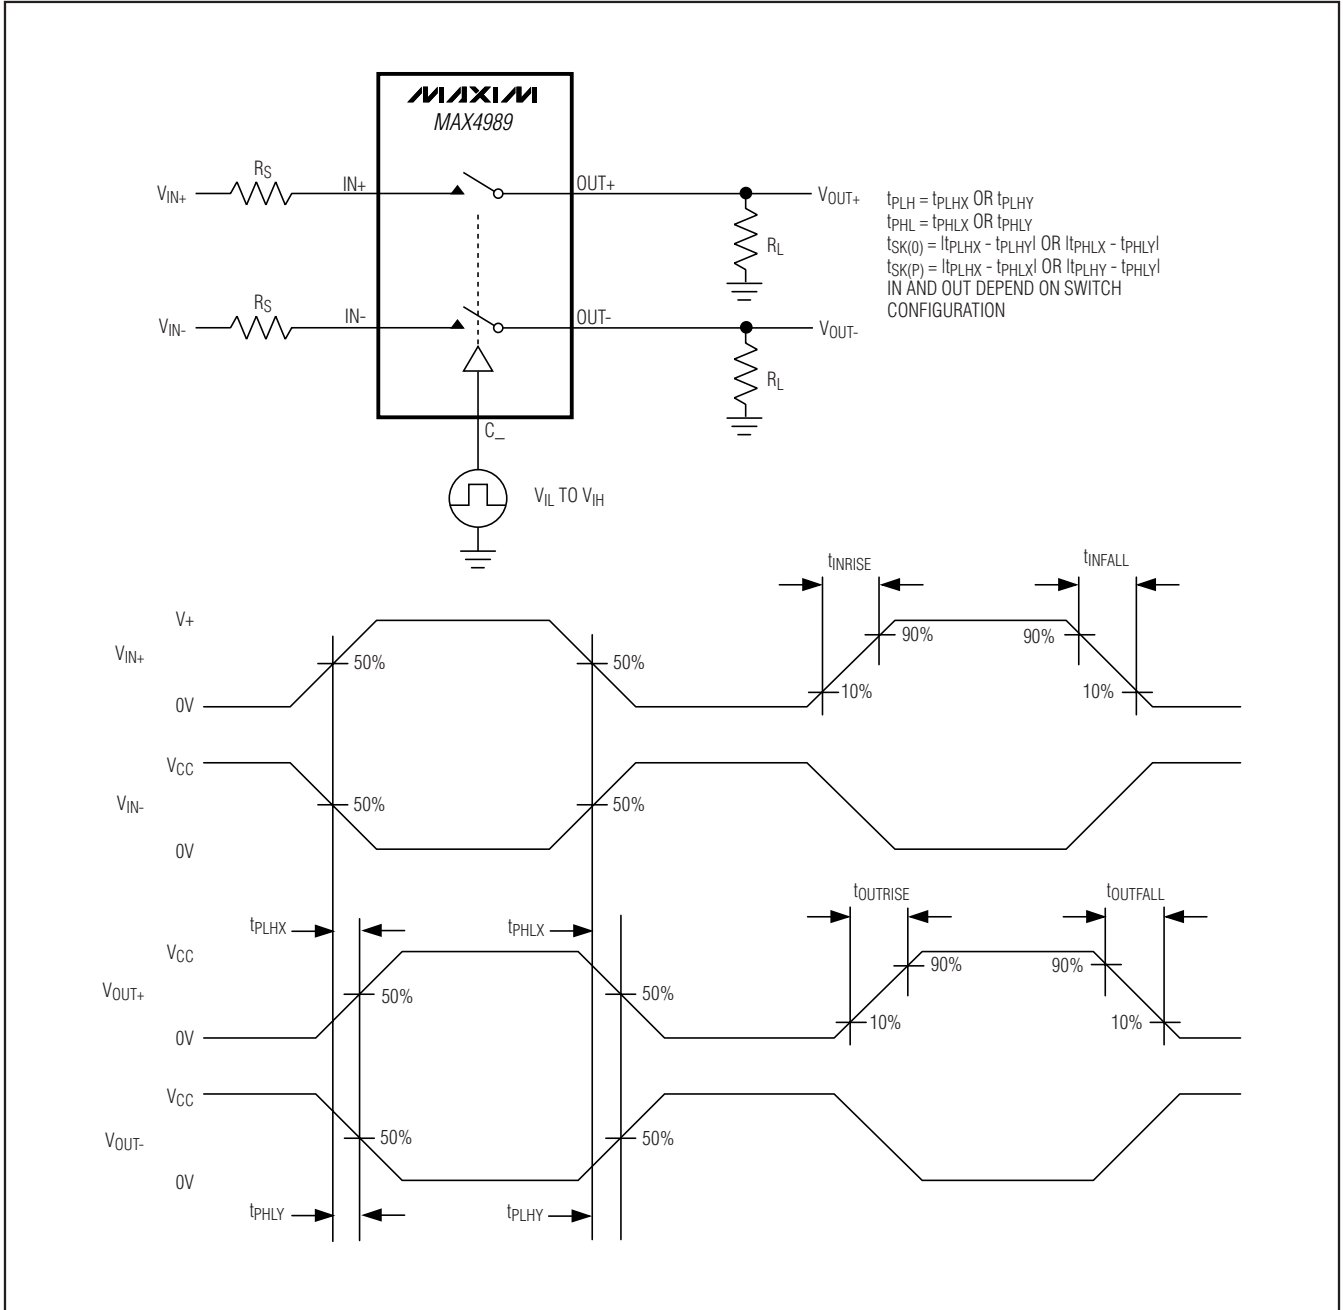 MAXIM
MAX4989
RS
VIN+
IN+
OUT+
VOUT+
RL
RS
VIN-
IN-
OUT-
VOUT-
RL
C_
VIL TO VIH
tPLH = tPLHX OR tPLHY
tPHL = tPHLX OR tPHLY
tSK(0) = |tPLHX - tPLHY| OR |tPHLX - tPHLY|
tSK(P) = |tPLHX - tPHLX| OR |tPLHY - tPHLY|
IN AND OUT DEPEND ON SWITCH
CONFIGURATION
tINRISE
tINFALL
V+
VIN+
0V
50%
50%
90%
10%
90%
10%
VCC
VIN-
0V
50%
50%
tPLHX
tPHLX
tOUTRISE
tOUTFALL
VCC
VOUT+
0V
50%
50%
90%
10%
90%
10%
VCC
VOUT-
0V
50%
50%
tPHLY
tPLHY